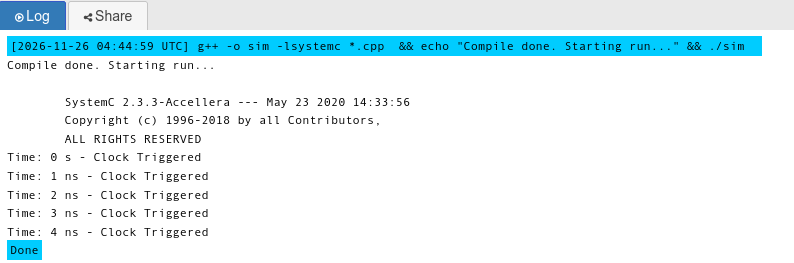 Log Share
[2026-11-26 04:44:59 UTC] g++ -o sim -lsystemc *.cpp  && echo "Compile done. Starting run..." && ./sim
Compile done. Starting run...
SystemC 2.3.3-Accellera --- May 23 2020 14:33:56
Copyright (c) 1996-2018 by all Contributors,
ALL RIGHTS RESERVED
Time: 0 s - Clock Triggered
Time: 1 ns - Clock Triggered
Time: 2 ns - Clock Triggered
Time: 3 ns - Clock Triggered
Time: 4 ns - Clock Triggered
Done